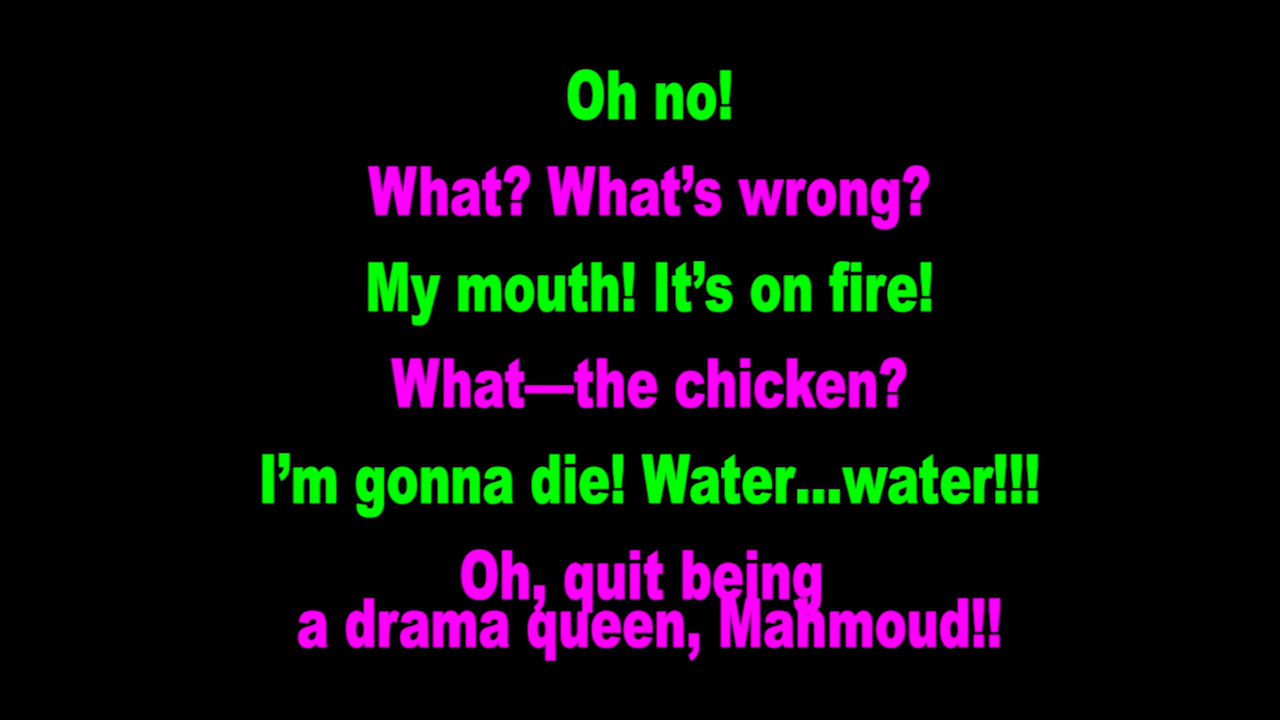 Oh no!
What? What’s wrong?
My mouth! It’s on fire!
What—the chicken?
I’m gonna die! Water...water!!!
Oh, quit being
a drama queen, Mahmoud!!